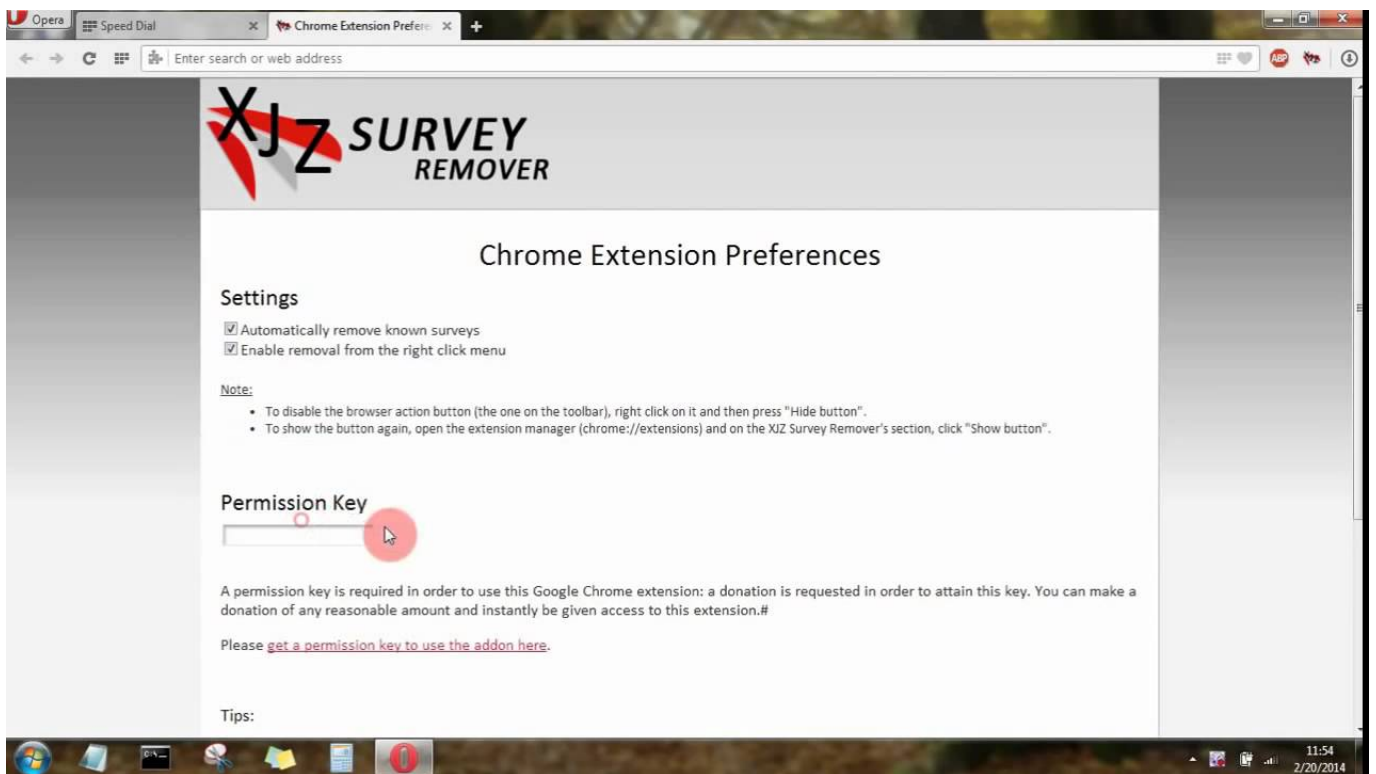 Opera
Speed Dial
Chrome Extension Prefere
Enter search or web address
ABP
XJZ SURVEY
REMOVER
Chrome Extension Preferences
Settings
Automatically remove known surveys
Enable removal from the right click menu
Note:
• To disable the browser action button (the one on the toolbar), right click on it and then press "Hide button".
• To show the button again, open the extension manager (chrome://extensions) and on the XJZ Survey Remover's section, click "Show button".
Permission Key
A permission key is required in order to use this Google Chrome extension: a donation is requested in order to attain this key. You can make a
donation of any reasonable amount and instantly be given access to this extension.#
Please get a permission key to use the addon here.
Tips:
11:54
2/20/2014